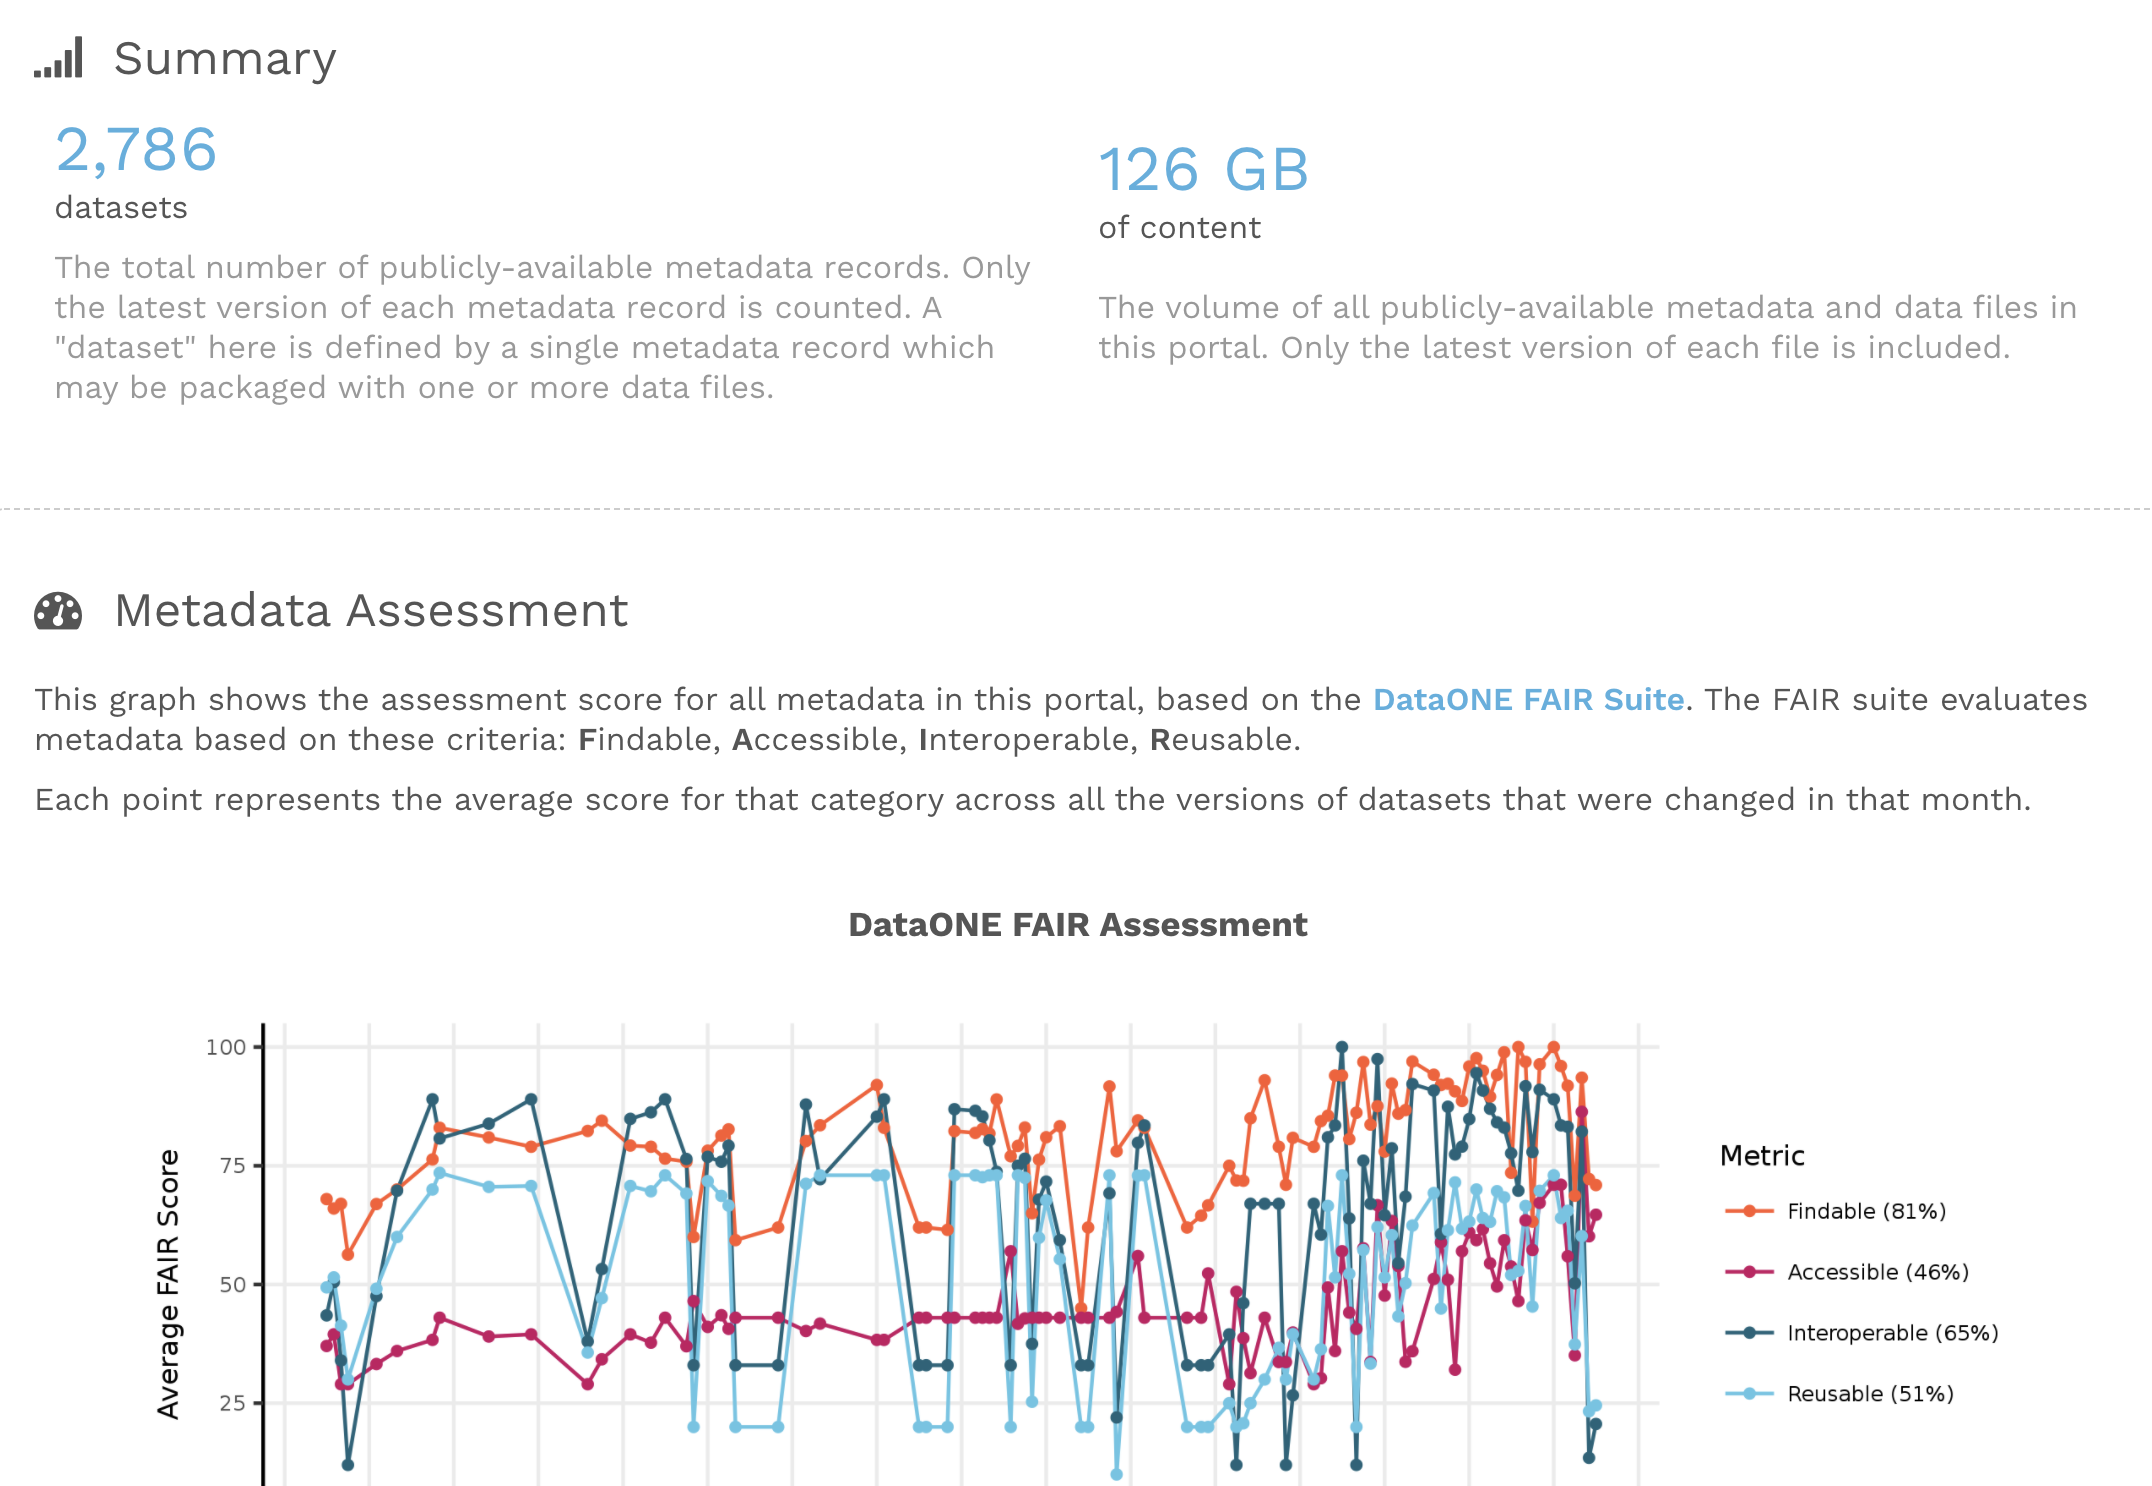 Summary
2,786
datasets
The total number of publicly-available metadata records. Only
the latest version of each metadata record is counted. A
"dataset" here is defined by a single metadata record which
may be packaged with one or more data files.
126 GB
of content
The volume of all publicly-available metadata and data files in
this portal. Only the latest version of each file is included.
Metadata Assessment
This graph shows the assessment score for all metadata in this portal, based on the DataONE FAIR Suite. The FAIR suite evaluates
metadata based on these criteria: Findable, Accessible, Interoperable, Reusable.
Each point represents the average score for that category across all the versions of datasets that were changed in that month.
DataONE FAIR Assessment
Average FAIR Score
100
75
50
25
Metric
Findable (81%)
Accessible (46%)
Interoperable (65%)
Reusable (51%)